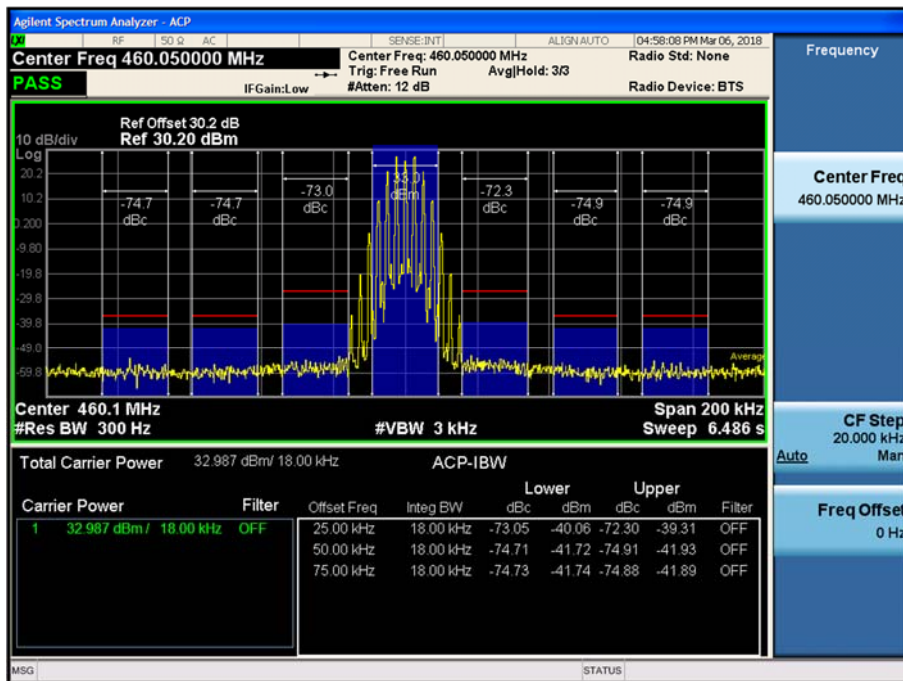 Agilent Spectrum Analyzer - ACP
LXI RF 50 Ω AC SENSE:INT ALIGN AUTO 04:58:08 PM Mar 06, 2018
Center Freq 460.050000 MHz
Center Freq: 460.050000 MHz Radio Std: None
Trig: Free Run Avg|Hold: 3/3
PASS IFGain:Low #Atten: 12 dB Radio Device: BTS
Frequency
Ref Offset 30.2 dB
10 dB/div Ref 30.20 dBm
Log
20.2
10.2
0.200
-9.80
-19.8
-29.8
-39.8
-49.0
-59.8
-74.7 dBc
-74.7 dBc
-73.0 dBc
33.0 dBm
-72.3 dBc
-74.9 dBc
-74.9 dBc
Average
Center 460.1 MHz Span 200 kHz
#Res BW 300 Hz #VBW 3 kHz Sweep 6.486 s
Center Freq
460.050000 MHz
CF Step
20.000 kHz
Auto Man
Freq Offset
0 Hz
Total Carrier Power 32.987 dBm/ 18.00 kHz ACP-IBW
Lower Upper
Carrier Power Filter Offset Freq Integ BW dBc dBm dBc dBm Filter
1 32.987 dBm / 18.00 kHz OFF 25.00 kHz 18.00 kHz -73.05 -40.06 -72.30 -39.31 OFF
50.00 kHz 18.00 kHz -74.71 -41.72 -74.91 -41.93 OFF
75.00 kHz 18.00 kHz -74.73 -41.74 -74.88 -41.89 OFF
MSG STATUS